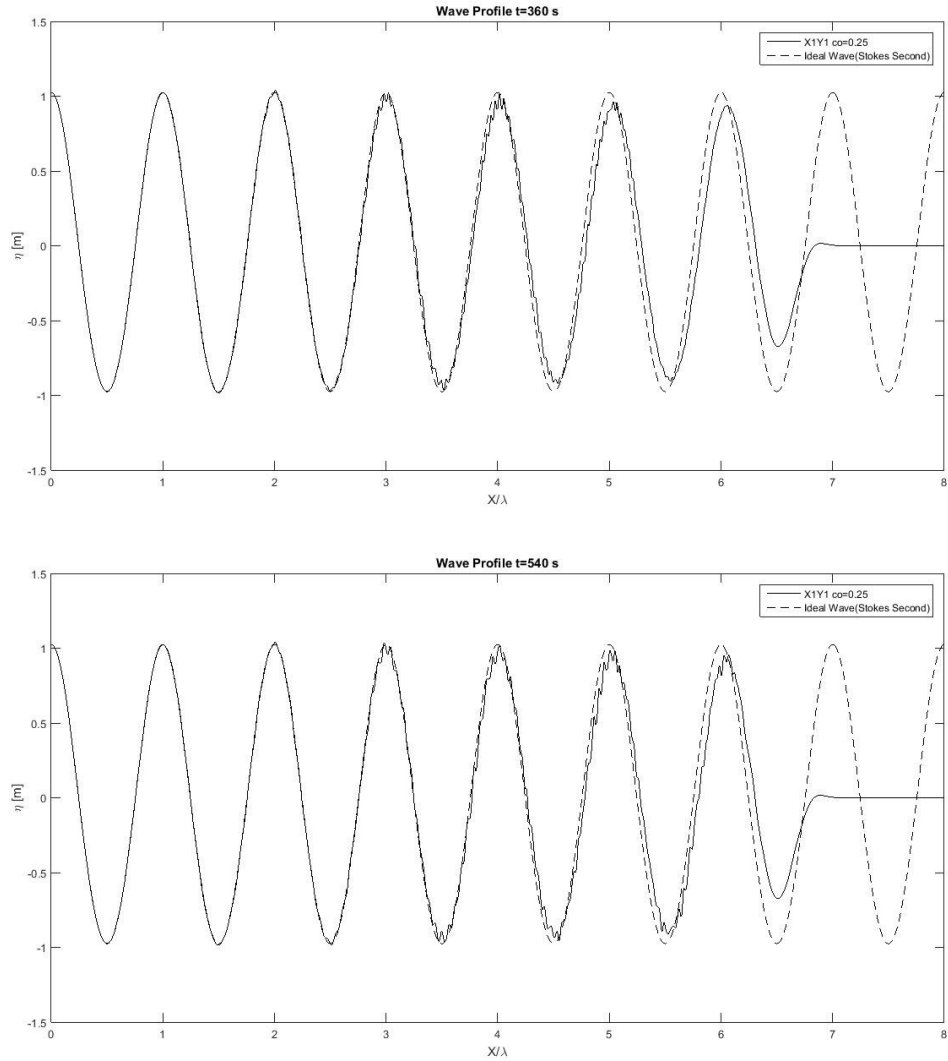 Wave Profile t=360 s
X1Y1 co=0.25
Ideal Wave(Stokes Second)
1.5
1
0.5
0
-0.5
-1
-1.5
η [m]
0 1 2 3 4 5 6 7 8
X/λ
Wave Profile t=540 s
X1Y1 co=0.25
Ideal Wave(Stokes Second)
1.5
1
0.5
0
-0.5
-1
-1.5
η [m]
0 1 2 3 4 5 6 7 8
X/λ